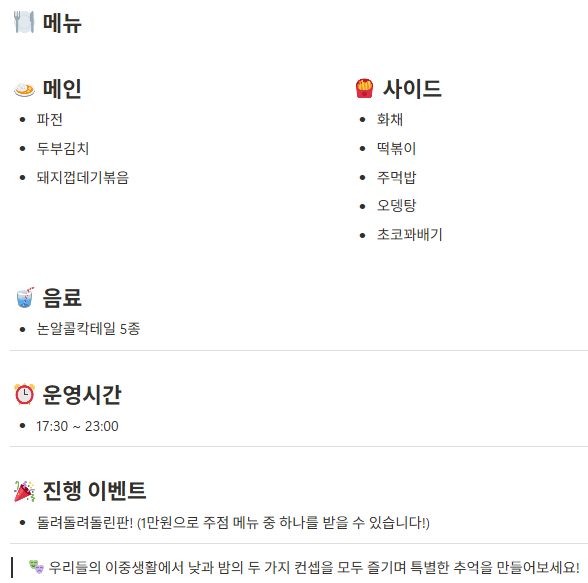 🍽️ 메뉴
🍛 메인
• 파전
• 두부김치
• 돼지껍데기볶음
🍟 사이드
• 화채
• 떡볶이
• 주먹밥
• 오뎅탕
• 초코꽈배기
🥤 음료
• 논알콜칵테일 5종
⏰ 운영시간
• 17:30 ~ 23:00
🎉 진행 이벤트
• 돌려돌려돌린판! (1만원으로 주점 메뉴 중 하나를 받을 수 있습니다!)
🎭 우리들의 이중생활에서 낮과 밤의 두 가지 컨셉을 모두 즐기며 특별한 추억을 만들어보세요!